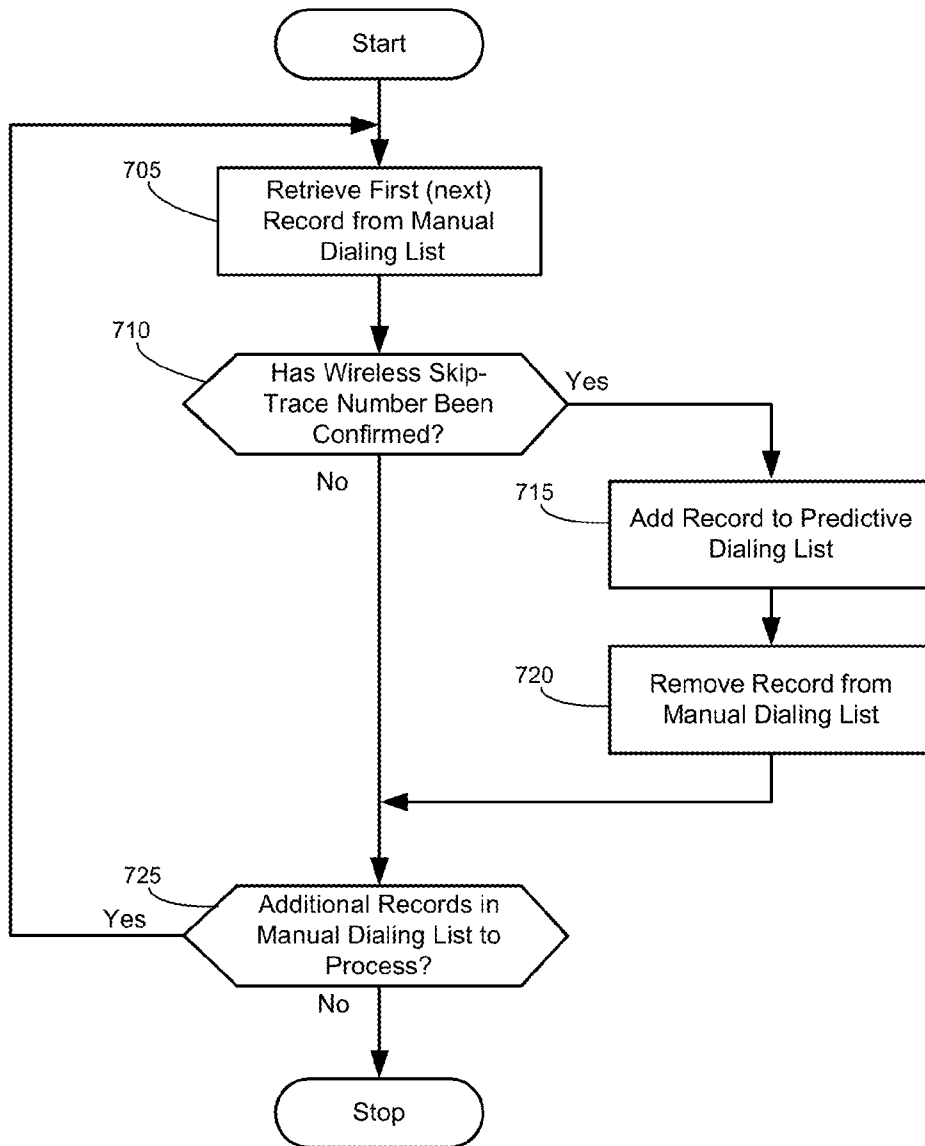 Start
705
Retrieve First (next)
Record from Manual
Dialing List
710
Has Wireless Skip-
Trace Number Been
Confirmed?
Yes
No
715
Add Record to Predictive
Dialing List
720
Remove Record from
Manual Dialing List
725
Additional Records in
Manual Dialing List to
Process?
Yes
No
Stop